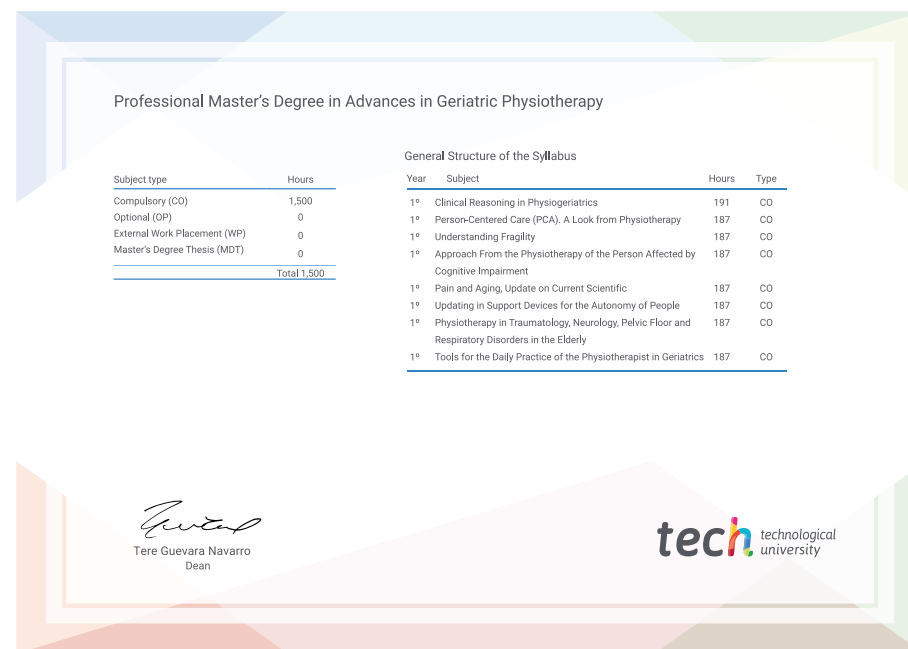 Professional Master's Degree in Advances in Geriatric Physiotherapy
General Structure of the Syllabus
Subject type Hours
Compulsory (CO) 1,500
Optional (OP) 0
External Work Placement (WP) 0
Master's Degree Thesis (MDT) 0
Total 1,500
Year Subject Hours Type
1º Clinical Reasoning in Physiogeriatrics 191 CO
1º Person-Centered Care (PCA). A Look from Physiotherapy 187 CO
1º Understanding Fragility 187 CO
1º Approach From the Physiotherapy of the Person Affected by 187 CO
Cognitive Impairment
1º Pain and Aging, Update on Current Scientific 187 CO
1º Updating in Support Devices for the Autonomy of People 187 CO
1º Physiotherapy in Traumatology, Neurology, Pelvic Floor and 187 CO
Respiratory Disorders in the Elderly
1º Tools for the Daily Practice of the Physiotherapist in Geriatrics 187 CO
Tere Guevara Navarro
Dean
tech technological
university